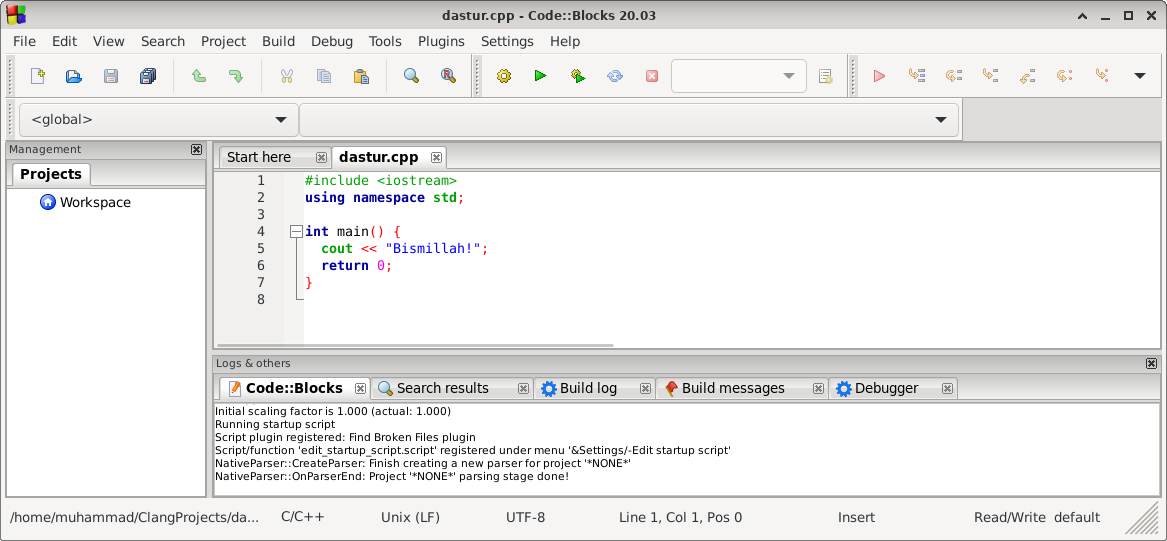 dastur.cpp - Code::Blocks 20.03
File Edit View Search Project Build Debug Tools Plugins Settings Help
<global>
Management
Projects
Workspace
Start here dastur.cpp
1 #include <iostream>
2 using namespace std;
3
4 int main() {
5 cout << "Bismillah!";
6 return 0;
7 }
8
Logs & others
Code::Blocks Search results Build log Build messages Debugger
Initial scaling factor is 1.000 (actual: 1.000)
Running startup script
Script plugin registered: Find Broken Files plugin
Script/function 'edit_startup_script.script' registered under menu '&Settings/-Edit startup script'
NativeParser::CreateParser: Finish creating a new parser for project '*NONE*'
NativeParser::OnParserEnd: Project '*NONE*' parsing stage done!
/home/muhammad/ClangProjects/da... C/C++ Unix (LF) UTF-8 Line 1, Col 1, Pos 0 Insert Read/Write default